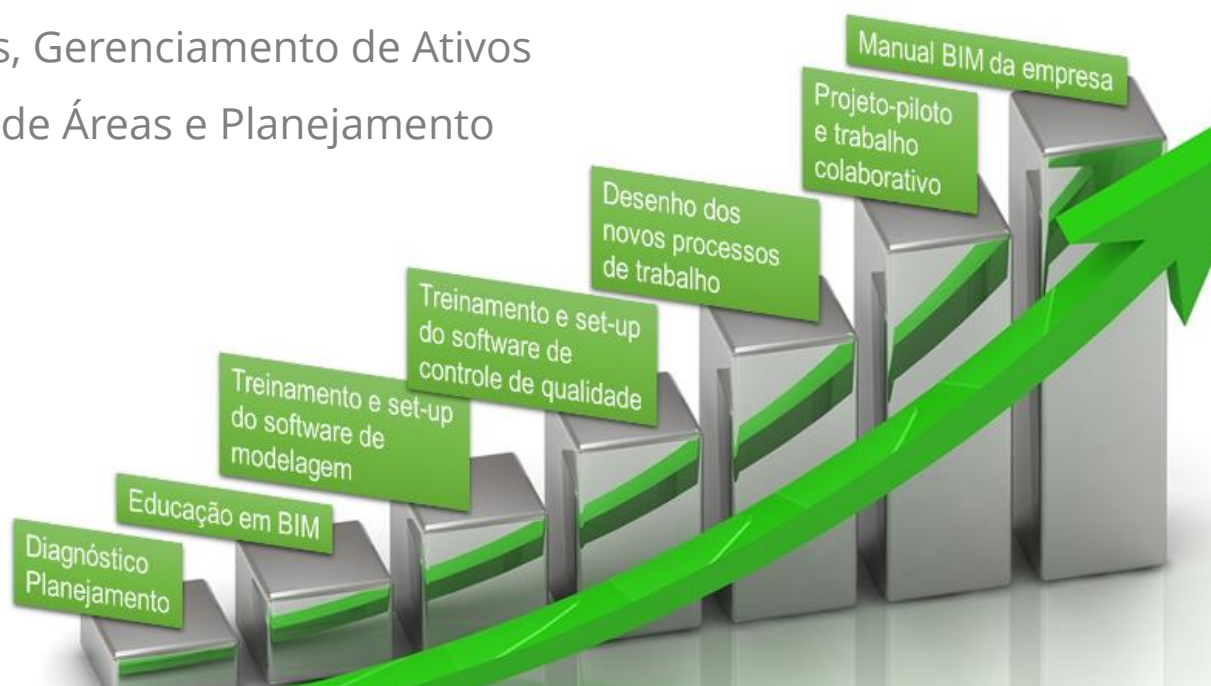 s, Gerenciamento de Ativos
de Áreas e Planejamento
Manual BIM da empresa
Projeto-piloto
e trabalho
colaborativo
Desenho dos
novos processos
de trabalho
Treinamento e set-up
do software de
controle de qualidade
Treinamento e set-up
do software de
modelagem
Educação em BIM
Diagnóstico
Planejamento